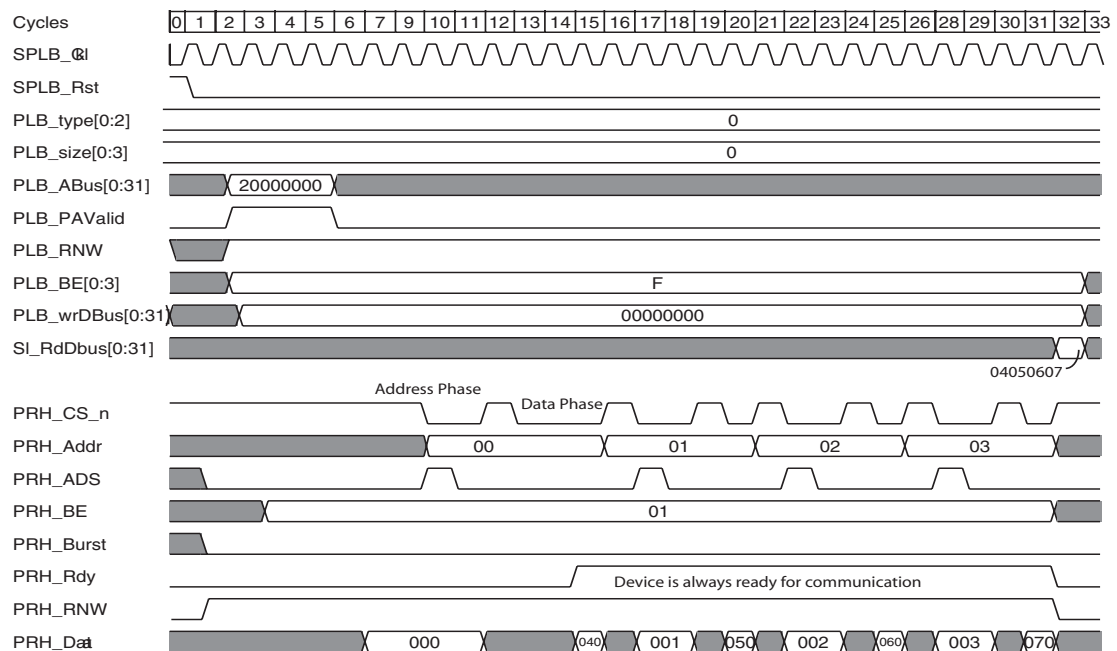 Cycles 0 1 2 3 4 5 6 7 8 9 10 11 12 13 14 15 16 17 18 19 20 21 22 23 24 25 26 28 29 30 31 32 33
SPLB_Clk
SPLB_Rst
PLB_type[0:2] 0
PLB_size[0:3] 0
PLB_ABus[0:31] 20000000
PLB_PAValid
PLB_RNW
PLB_BE[0:3] F
PLB_wrDBus[0:31] 00000000
Sl_RdDbus[0:31]
04050607
Address Phase
PRH_CS_n Data Phase
PRH_Addr 00 01 02 03
PRH_ADS
PRH_BE 01
PRH_Burst
PRH_Rdy Device is always ready for communication
PRH_RNW
PRH_Data 000 040 001 050 002 060 003 070